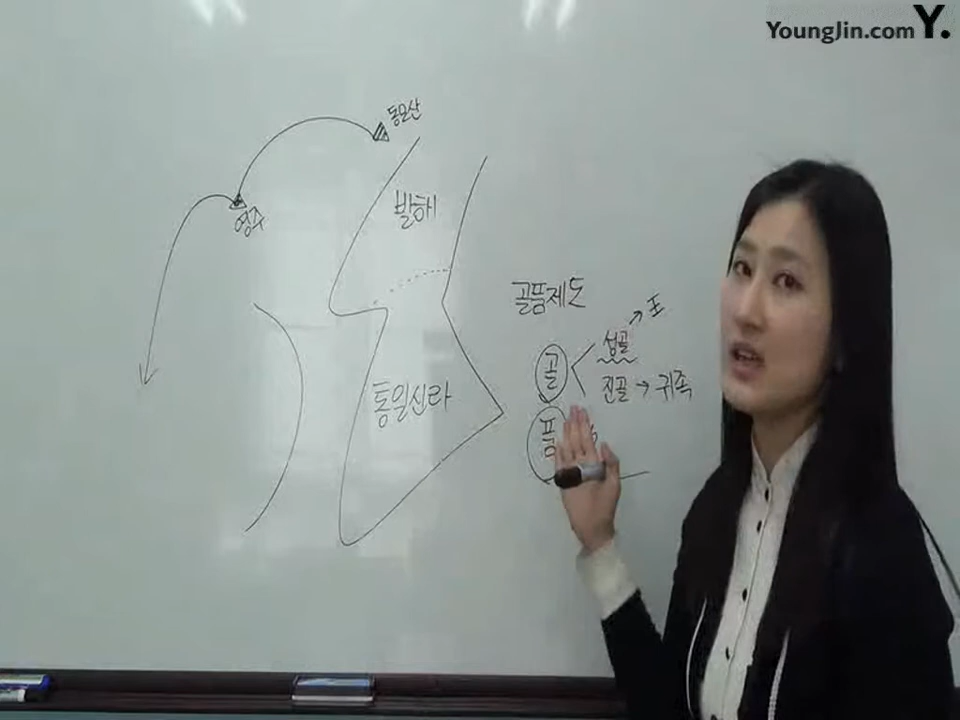 YoungJin.com Y.
동모산
영주
발해
통일신라
골품제도
골
성골 → 王
진골 → 귀족
품